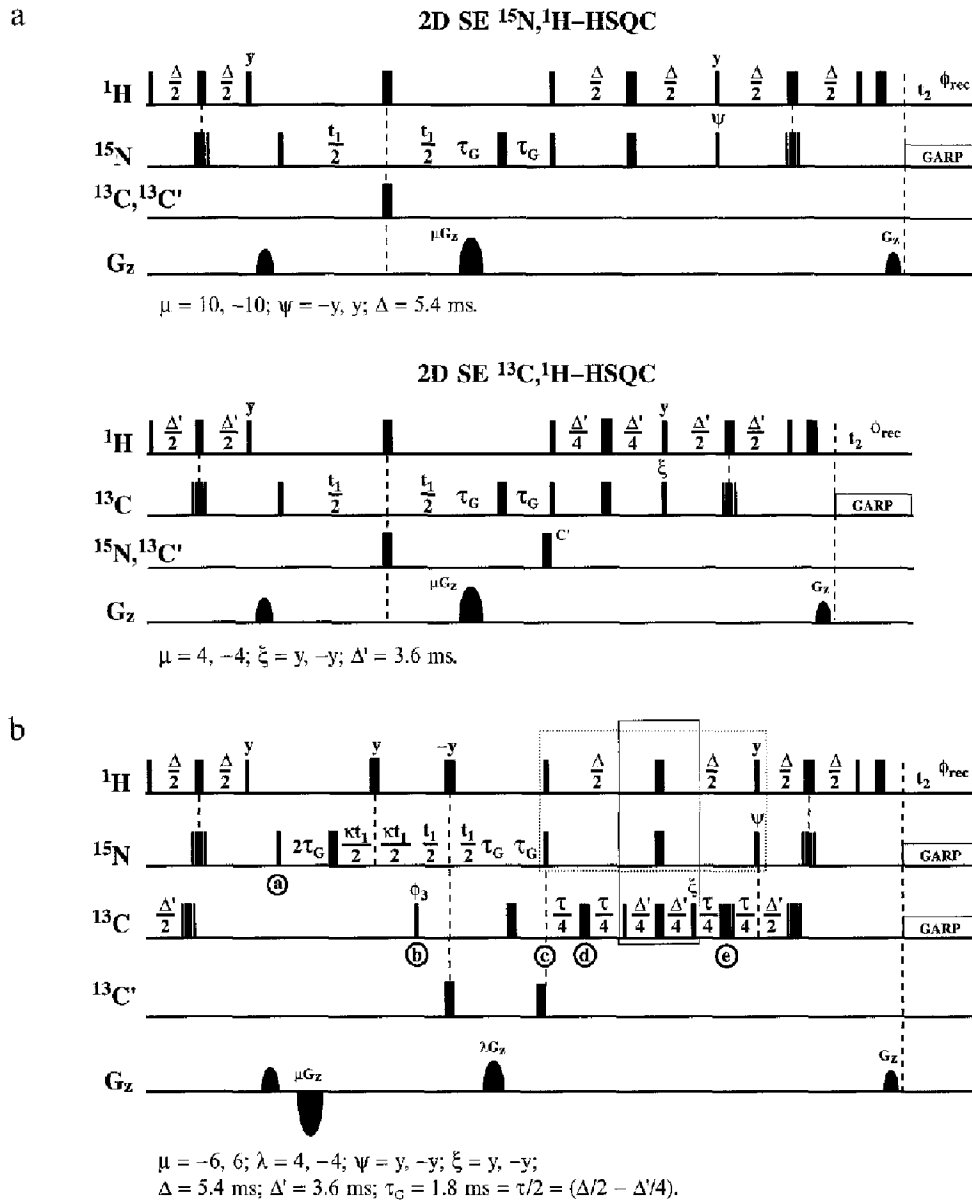 a
2D SE ¹⁵N,¹H–HSQC
y y
¹H Δ/2 Δ/2 Δ/2 Δ/2 Δ/2 Δ/2 t₂ ϕrec
ψ
¹⁵N t₁/2 t₁/2 τG τG GARP
¹³C,¹³C'
μGz Gz
Gz
μ = 10, –10; ψ = –y, y; Δ = 5.4 ms.
2D SE ¹³C,¹H–HSQC
y y
¹H Δ'/2 Δ'/2 Δ'/4 Δ'/4 Δ'/2 Δ'/2 t₂ ϕrec
ξ
¹³C t₁/2 t₁/2 τG τG GARP
¹⁵N,¹³C' C'
μGz Gz
Gz
μ = 4, –4; ξ = y, –y; Δ' = 3.6 ms.
b
y y –y y
¹H Δ/2 Δ/2 Δ/2 Δ/2 Δ/2 Δ/2 t₂ ϕrec
ψ
¹⁵N 2τG κt₁/2 κt₁/2 t₁/2 t₁/2 τG τG GARP
a
ϕ₃ ξ
¹³C Δ'/2 τ/4 τ/4 Δ'/4 Δ'/4 τ/4 τ/4 Δ'/2 GARP
b c d e
¹³C'
λGz Gz
Gz μGz
μ = –6, 6; λ = 4, –4; ψ = y, –y; ξ = y, –y;
Δ = 5.4 ms; Δ' = 3.6 ms; τG = 1.8 ms = τ/2 = (Δ/2 – Δ'/4).